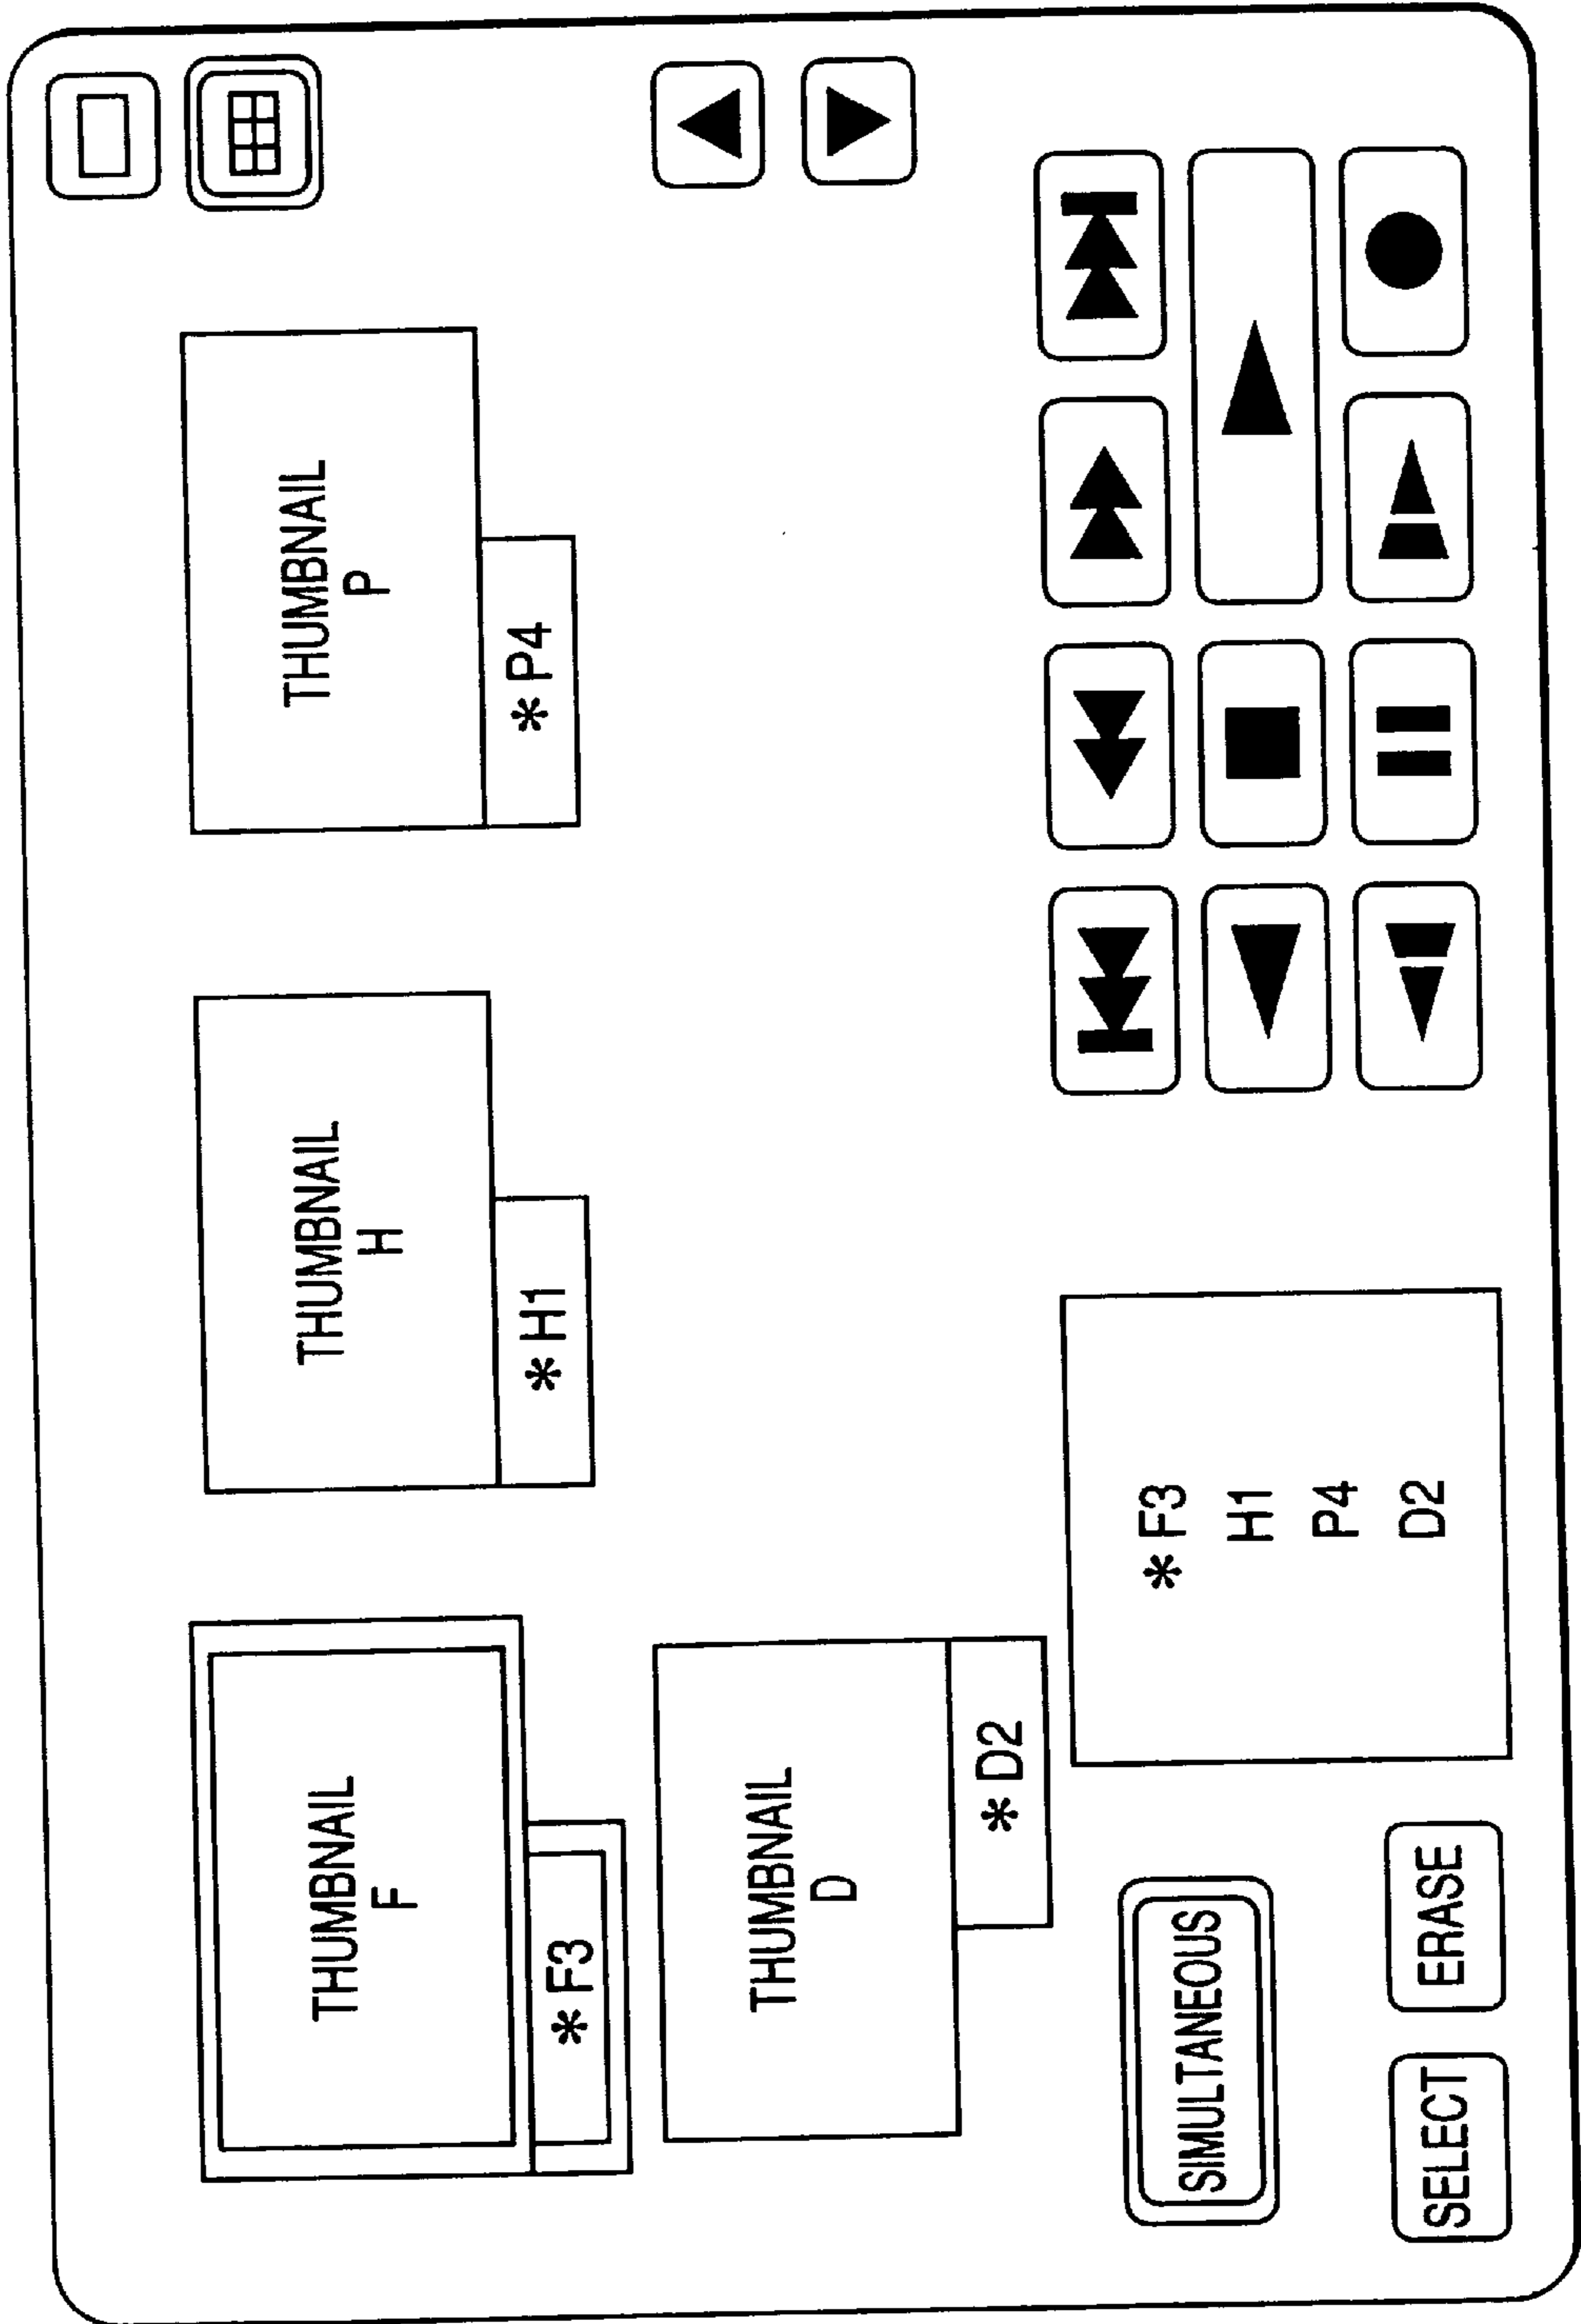 THUMBNAIL
F
*F3
THUMBNAIL
H
*H1
THUMBNAIL
P
*P4
THUMBNAIL
D
*D2
SIMULTANEOUS
SELECT
ERASE
*F3
H1
P4
D2